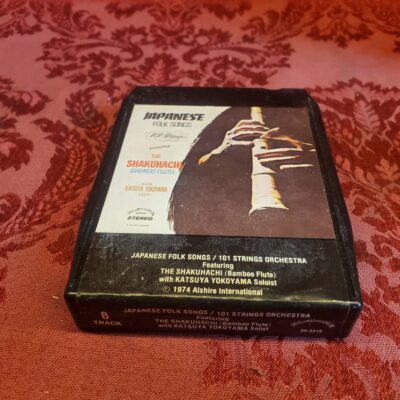 JAPANESE
FOLK SONGS
101 Strings
THE
SHAKUHACHI
(BAMBOO FLUTE)
KATSUYA YOKOYAMA
STEREO
JAPANESE FOLK SONGS / 101 STRINGS ORCHESTRA
Featuring
THE SHAKUHACHI (Bamboo Flute)
with KATSUYA YOKOYAMA Soloist
℗ 1974 Alshire International
8
TRACK
JAPANESE FOLK SONGS / 101 STRINGS ORCHESTRA
Featuring
THE SHAKUHACHI (Bamboo Flute)
with KATSUYA YOKOYAMA Soloist